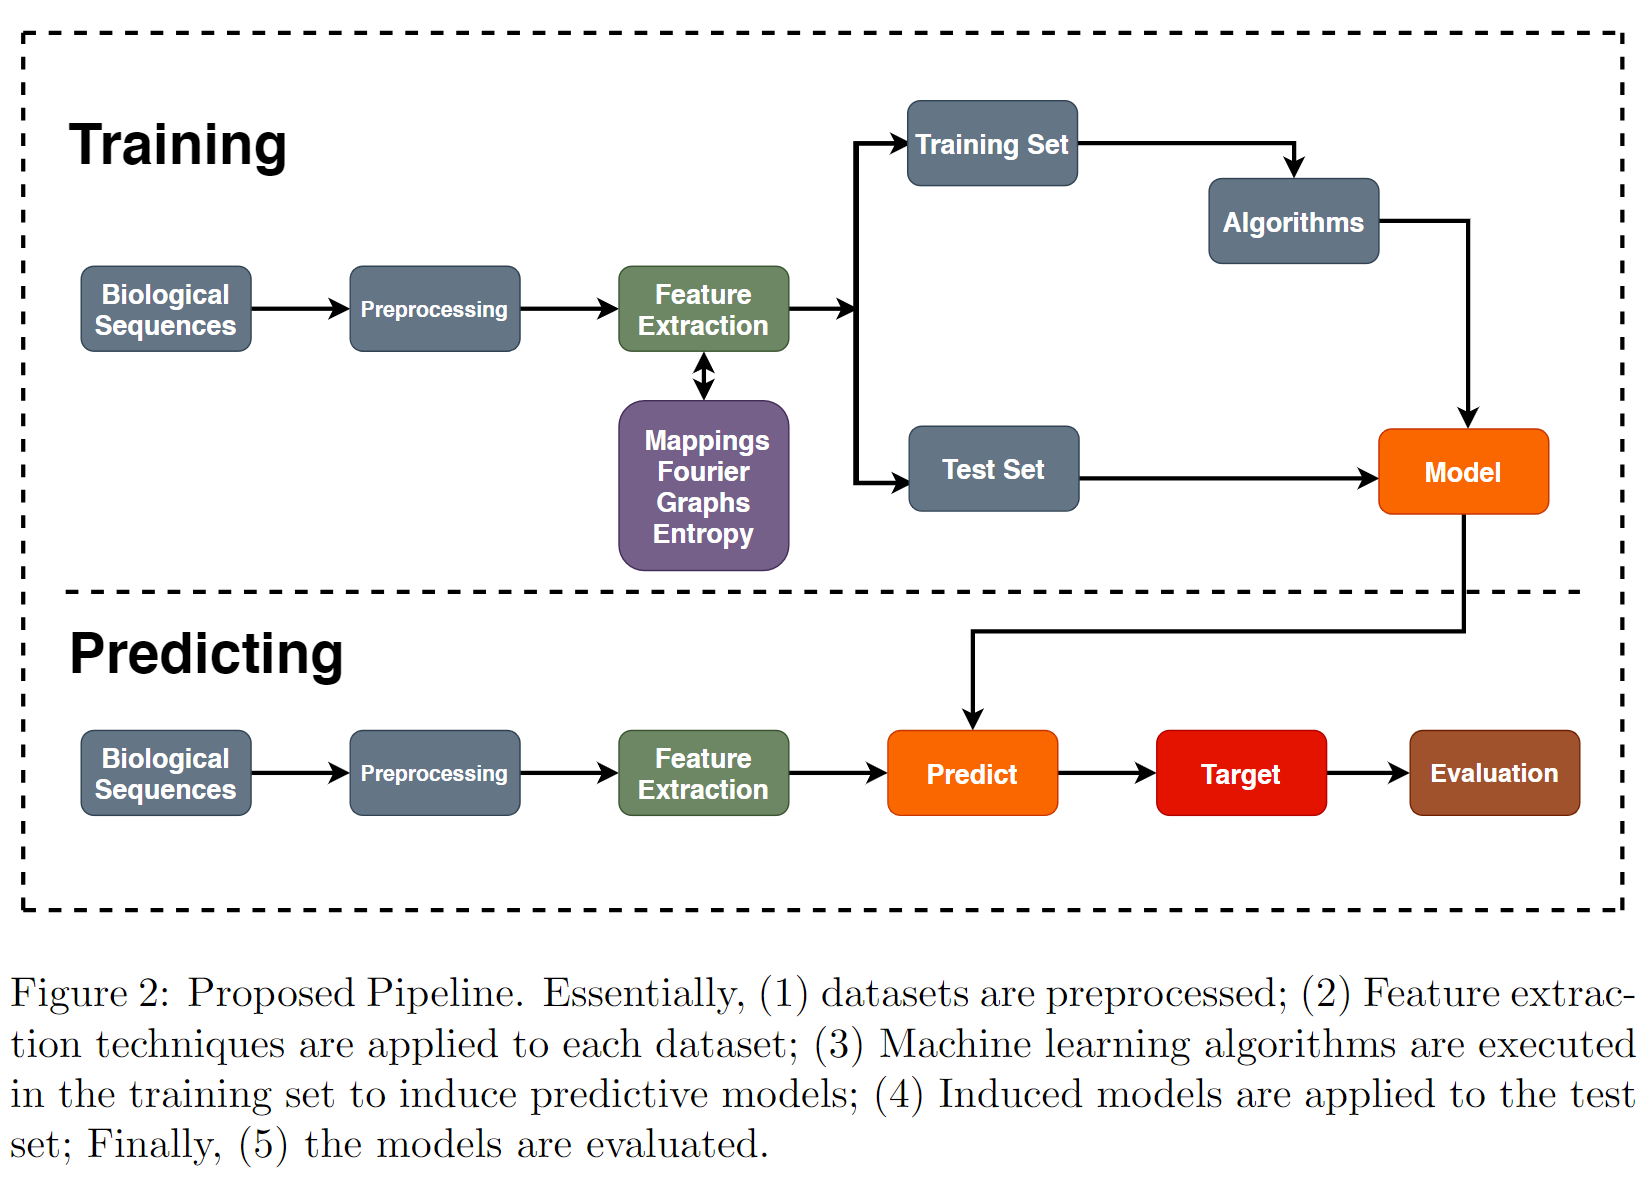 Training
Training Set
Algorithms
Biological
Sequences
Preprocessing
Feature
Extraction
Mappings
Fourier
Graphs
Entropy
Test Set
Model
Predicting
Biological
Sequences
Preprocessing
Feature
Extraction
Predict
Target
Evaluation
Figure 2: Proposed Pipeline. Essentially, (1) datasets are preprocessed; (2) Feature extrac-
tion techniques are applied to each dataset; (3) Machine learning algorithms are executed
in the training set to induce predictive models; (4) Induced models are applied to the test
set; Finally, (5) the models are evaluated.